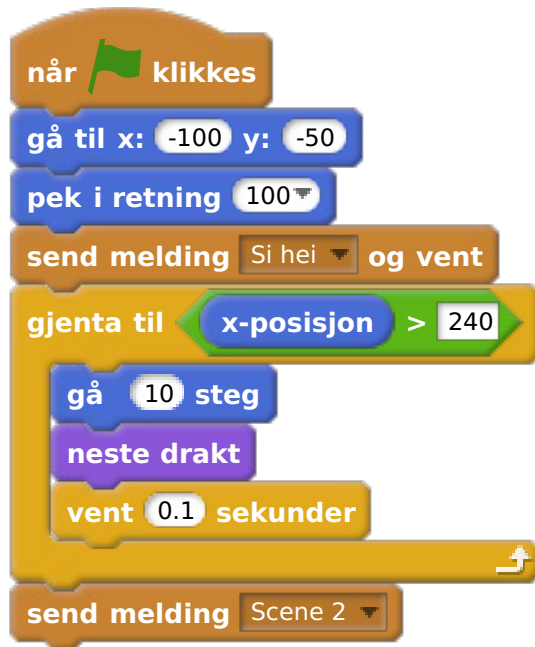 når klikkes
gå til x: -100 y: -50
pek i retning 100
send melding Si hei og vent
gjenta til x-posisjon > 240
gå 10 steg
neste drakt
vent 0.1 sekunder
send melding Scene 2